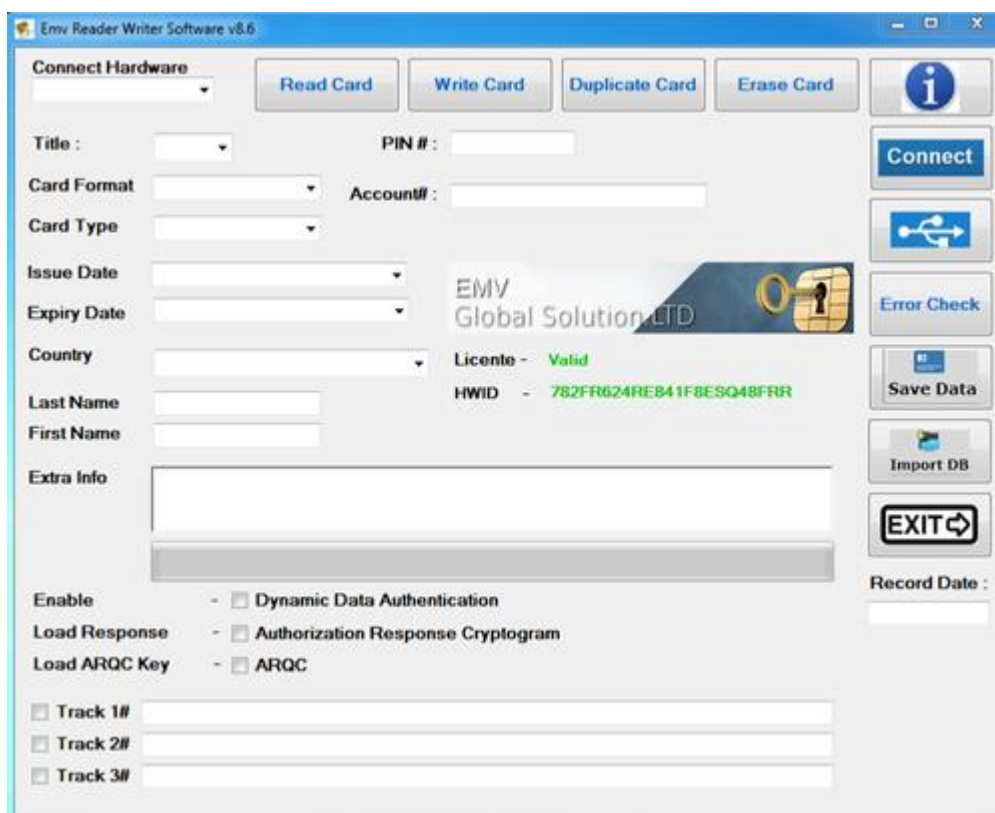 Emv Reader Writer Software v8.6
Connect Hardware
Read Card
Write Card
Duplicate Card
Erase Card
Title :
PIN # :
Connect
Card Format
Account# :
Card Type
Issue Date
EMV
Global Solution LTD
Expiry Date
Error Check
Country
Licente - Valid
HWID - 782FR624RE841F8ESQ48FRR
Save Data
Last Name
First Name
Import DB
Extra Info
EXIT
Record Date :
Enable - Dynamic Data Authentication
Load Response - Authorization Response Cryptogram
Load ARQC Key - ARQC
Track 1#
Track 2#
Track 3#